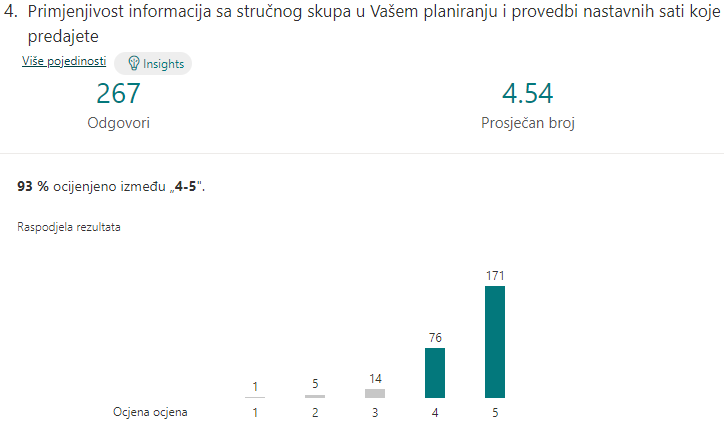 4. Primjenjivost informacija sa stručnog skupa u Vašem planiranju i provedbi nastavnih sati koje
predajete
Više pojedinosti Insights
267 4.54
Odgovori Prosječan broj
93 % ocijenjeno između „4-5".
Raspodjela rezultata
171
76
14
5
1
Ocjena ocjena 1 2 3 4 5